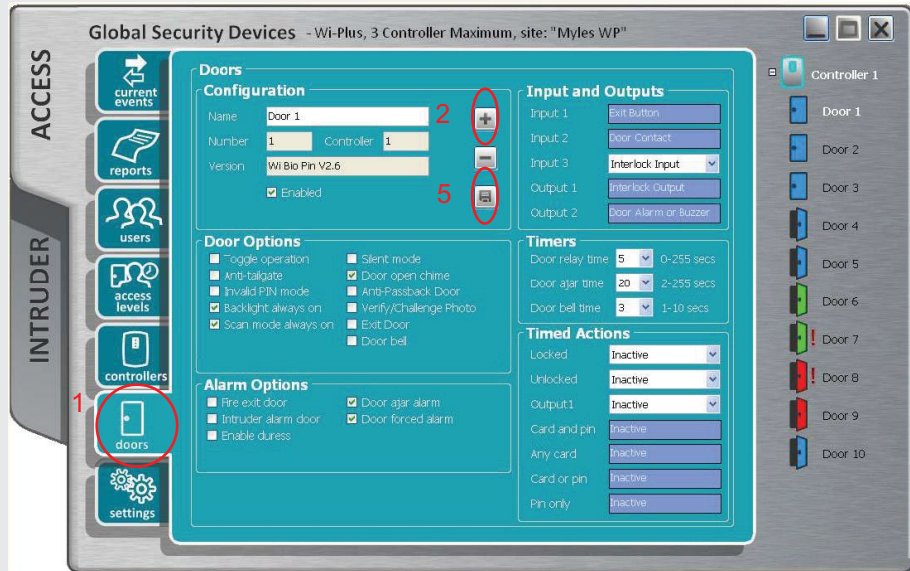 Global Security Devices - Wi-Plus, 3 Controller Maximum, site: "Myles WP"
ACCESS
INTRUDER
current
events
reports
users
access
levels
controllers
1
doors
settings
Doors
Configuration
Name Door 1
2
Number 1 Controller 1
Version Wi Bio Pin V2.6
Enabled
5
Door Options
Toggle operation
Anti-tailgate
Invalid PIN mode
Backlight always on
Scan mode always on
Silent mode
Door open chime
Anti-Passback Door
Verify/Challenge Photo
Exit Door
Door bell
Alarm Options
Fire exit door
Intruder alarm door
Enable duress
Door ajar alarm
Door forced alarm
Input and Outputs
Input 1 Exit Button
Input 2 Door Contact
Input 3 Interlock Input
Output 1 Interlock Output
Output 2 Door Alarm or Buzzer
Timers
Door relay time 5 0-255 secs
Door ajar time 20 2-255 secs
Door bell time 3 1-10 secs
Timed Actions
Locked Inactive
Unlocked Inactive
Output1 Inactive
Card and pin Inactive
Any card Inactive
Card or pin Inactive
Pin only Inactive
Controller 1
Door 1
Door 2
Door 3
Door 4
Door 5
Door 6
! Door 7
! Door 8
Door 9
Door 10